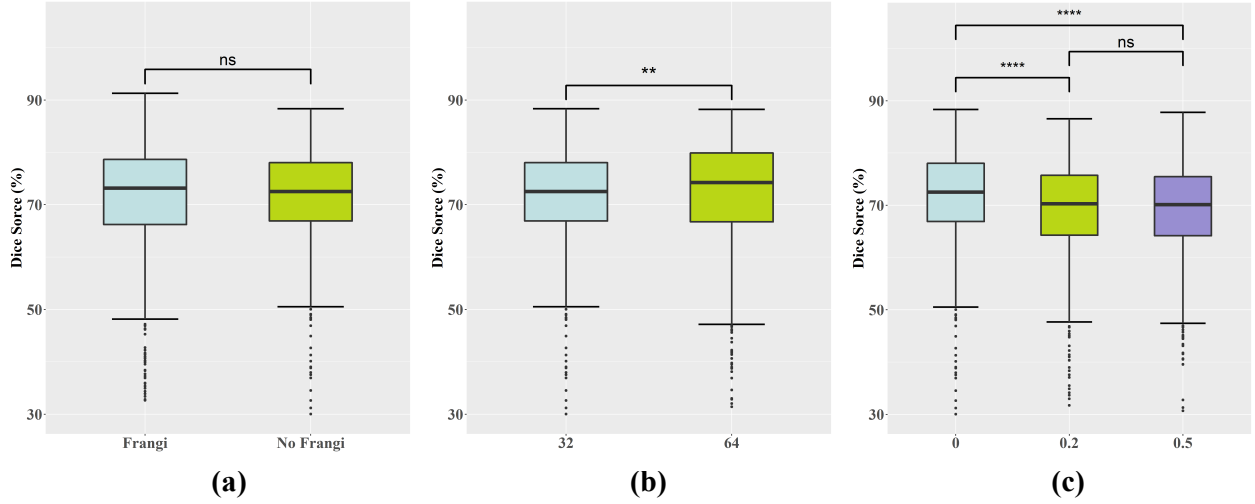 ns
90
70
50
30
Dice Sorce (%)
Frangi
No Frangi
(a)
**
90
70
50
30
Dice Sorce (%)
32
64
(b)
****
ns
****
90
70
50
30
Dice Sorce (%)
0
0.2
0.5
(c)